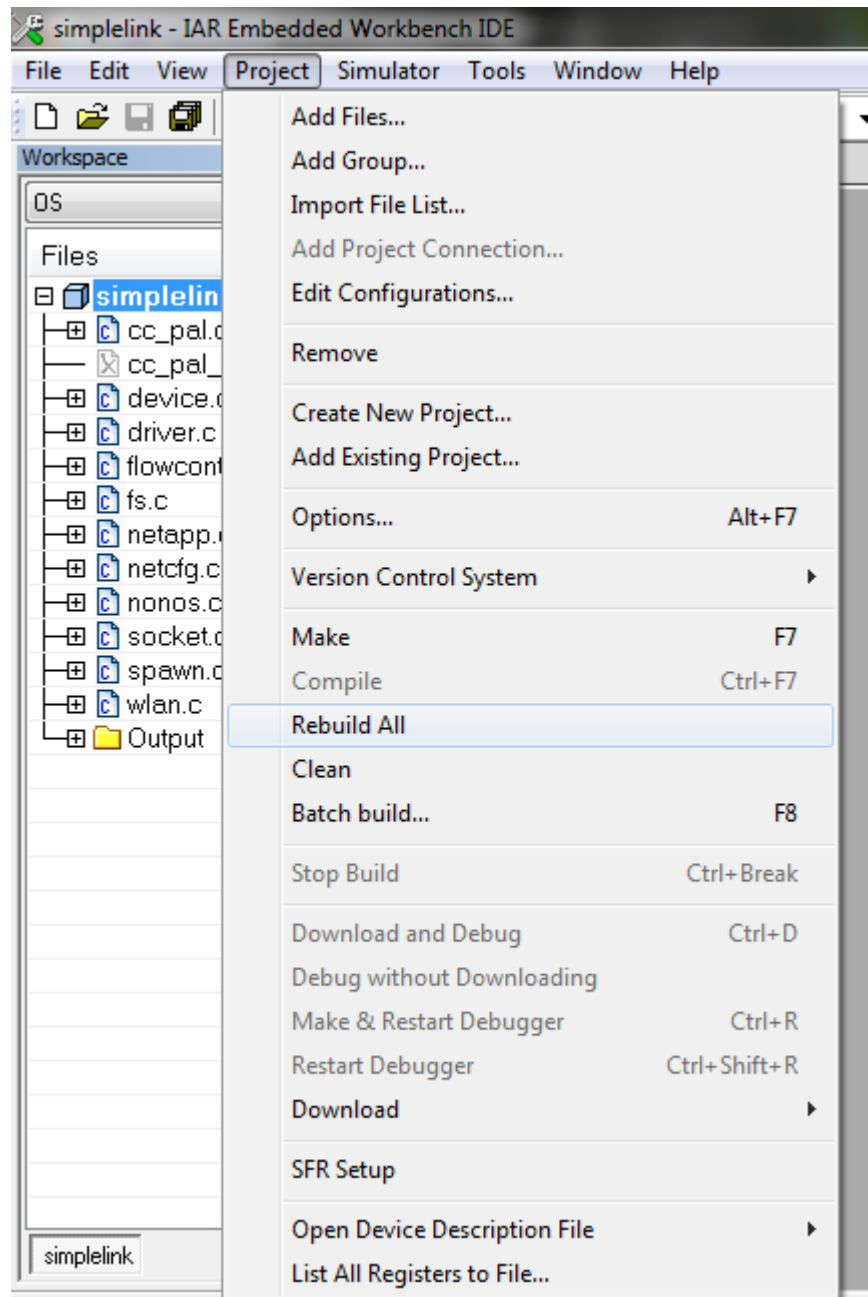 simplelink - IAR Embedded Workbench IDE
File Edit View Project Simulator Tools Window Help
Workspace
OS
Files
simplelin
cc_pal.c
cc_pal_
device.c
driver.c
flowcont
fs.c
netapp.
netcfg.c
nonos.c
socket.c
spawn.c
wlan.c
Output
simplelink
Add Files...
Add Group...
Import File List...
Add Project Connection...
Edit Configurations...
Remove
Create New Project...
Add Existing Project...
Options... Alt+F7
Version Control System
Make F7
Compile Ctrl+F7
Rebuild All
Clean
Batch build... F8
Stop Build Ctrl+Break
Download and Debug Ctrl+D
Debug without Downloading
Make & Restart Debugger Ctrl+R
Restart Debugger Ctrl+Shift+R
Download
SFR Setup
Open Device Description File
List All Registers to File...